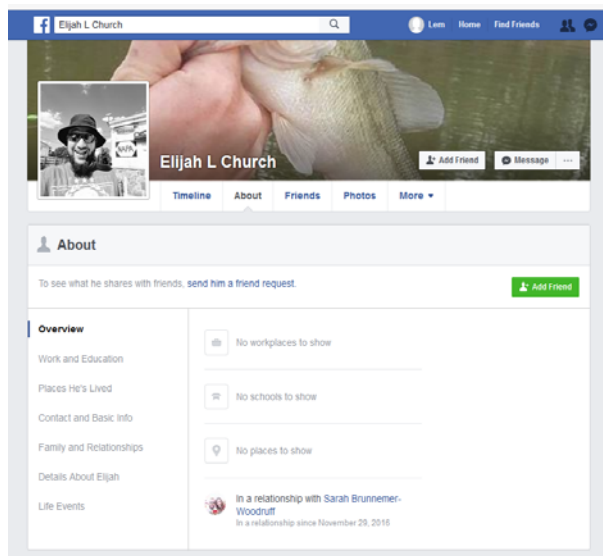 Elijah L Church
Lem Home Find Friends
NAPA
Elijah L Church
Add Friend
Message
Timeline About Friends Photos More
About
To see what he shares with friends, send him a friend request.
Add Friend
Overview
Work and Education
Places He's Lived
Contact and Basic Info
Family and Relationships
Details About Elijah
Life Events
No workplaces to show
No schools to show
No places to show
In a relationship with Sarah Brunnemer-
Woodruff
In a relationship since November 29, 2016